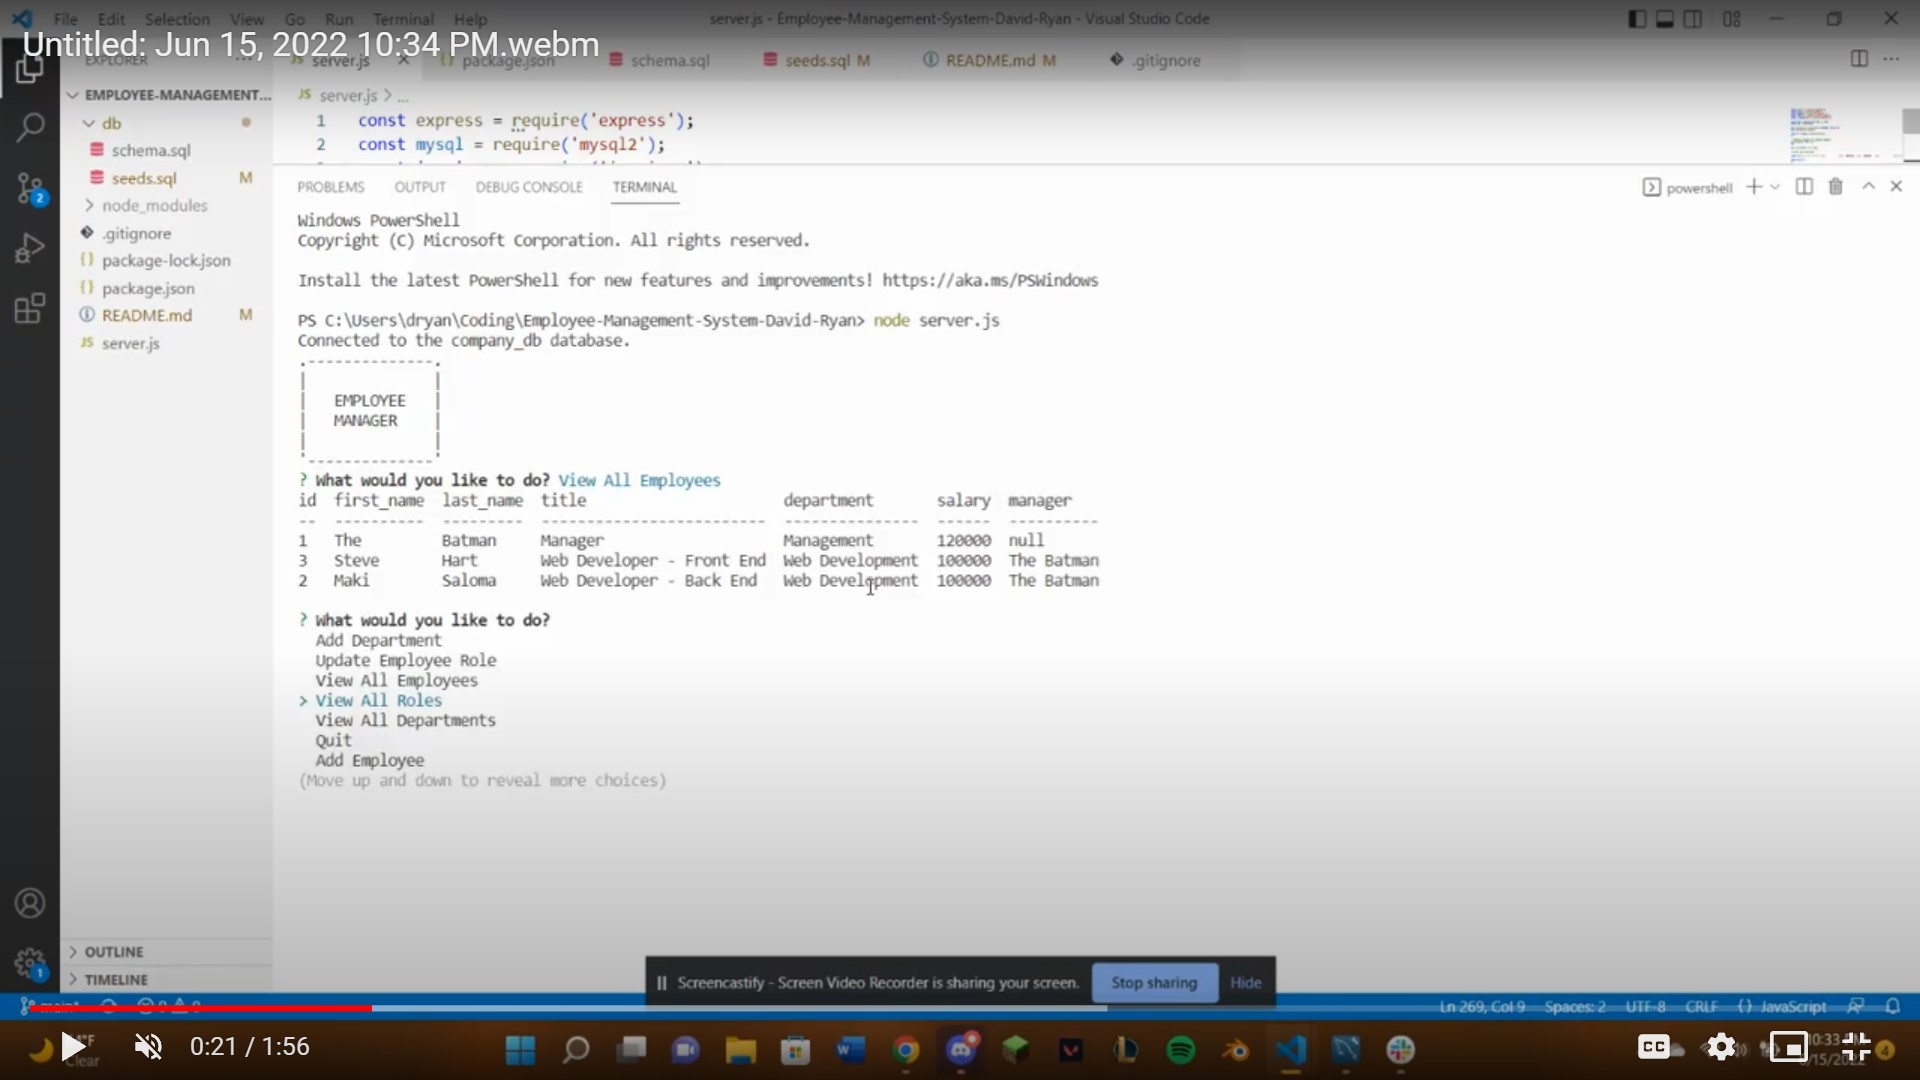 File Edit Selection View Go Run Terminal Help
server.js - Employee-Management-System-David-Ryan - Visual Studio Code
Untitled: Jun 15, 2022 10:34 PM.webm
EXPLORER
server.js
package.json
schema.sql
seeds.sql M
README.md M
.gitignore
EMPLOYEE-MANAGEMENT...
db
schema.sql
seeds.sql M
node_modules
.gitignore
package-lock.json
package.json
README.md M
JS server.js
OUTLINE
TIMELINE
2
1
JS server.js > ...
1 const express = require('express');
2 const mysql = require('mysql2');
PROBLEMS OUTPUT DEBUG CONSOLE TERMINAL
powershell
Windows PowerShell
Copyright (C) Microsoft Corporation. All rights reserved.
Install the latest PowerShell for new features and improvements! https://aka.ms/PSWindows
PS C:\Users\dryan\Coding\Employee-Management-System-David-Ryan> node server.js
Connected to the company_db database.
EMPLOYEE
MANAGER
? What would you like to do? View All Employees
id first_name last_name title department salary manager
-- ---------- --------- ------------------------- --------------- ------ ----------
1 The Batman Manager Management 120000 null
3 Steve Hart Web Developer - Front End Web Development 100000 The Batman
2 Maki Saloma Web Developer - Back End Web Development 100000 The Batman
? What would you like to do?
Add Department
Update Employee Role
View All Employees
> View All Roles
View All Departments
Quit
Add Employee
(Move up and down to reveal more choices)
Screencastify - Screen Video Recorder is sharing your screen. Stop sharing Hide
Ln 269, Col 9 Spaces: 2 UTF-8 CRLF {} JavaScript
0:21 / 1:56
Clear
CC
4